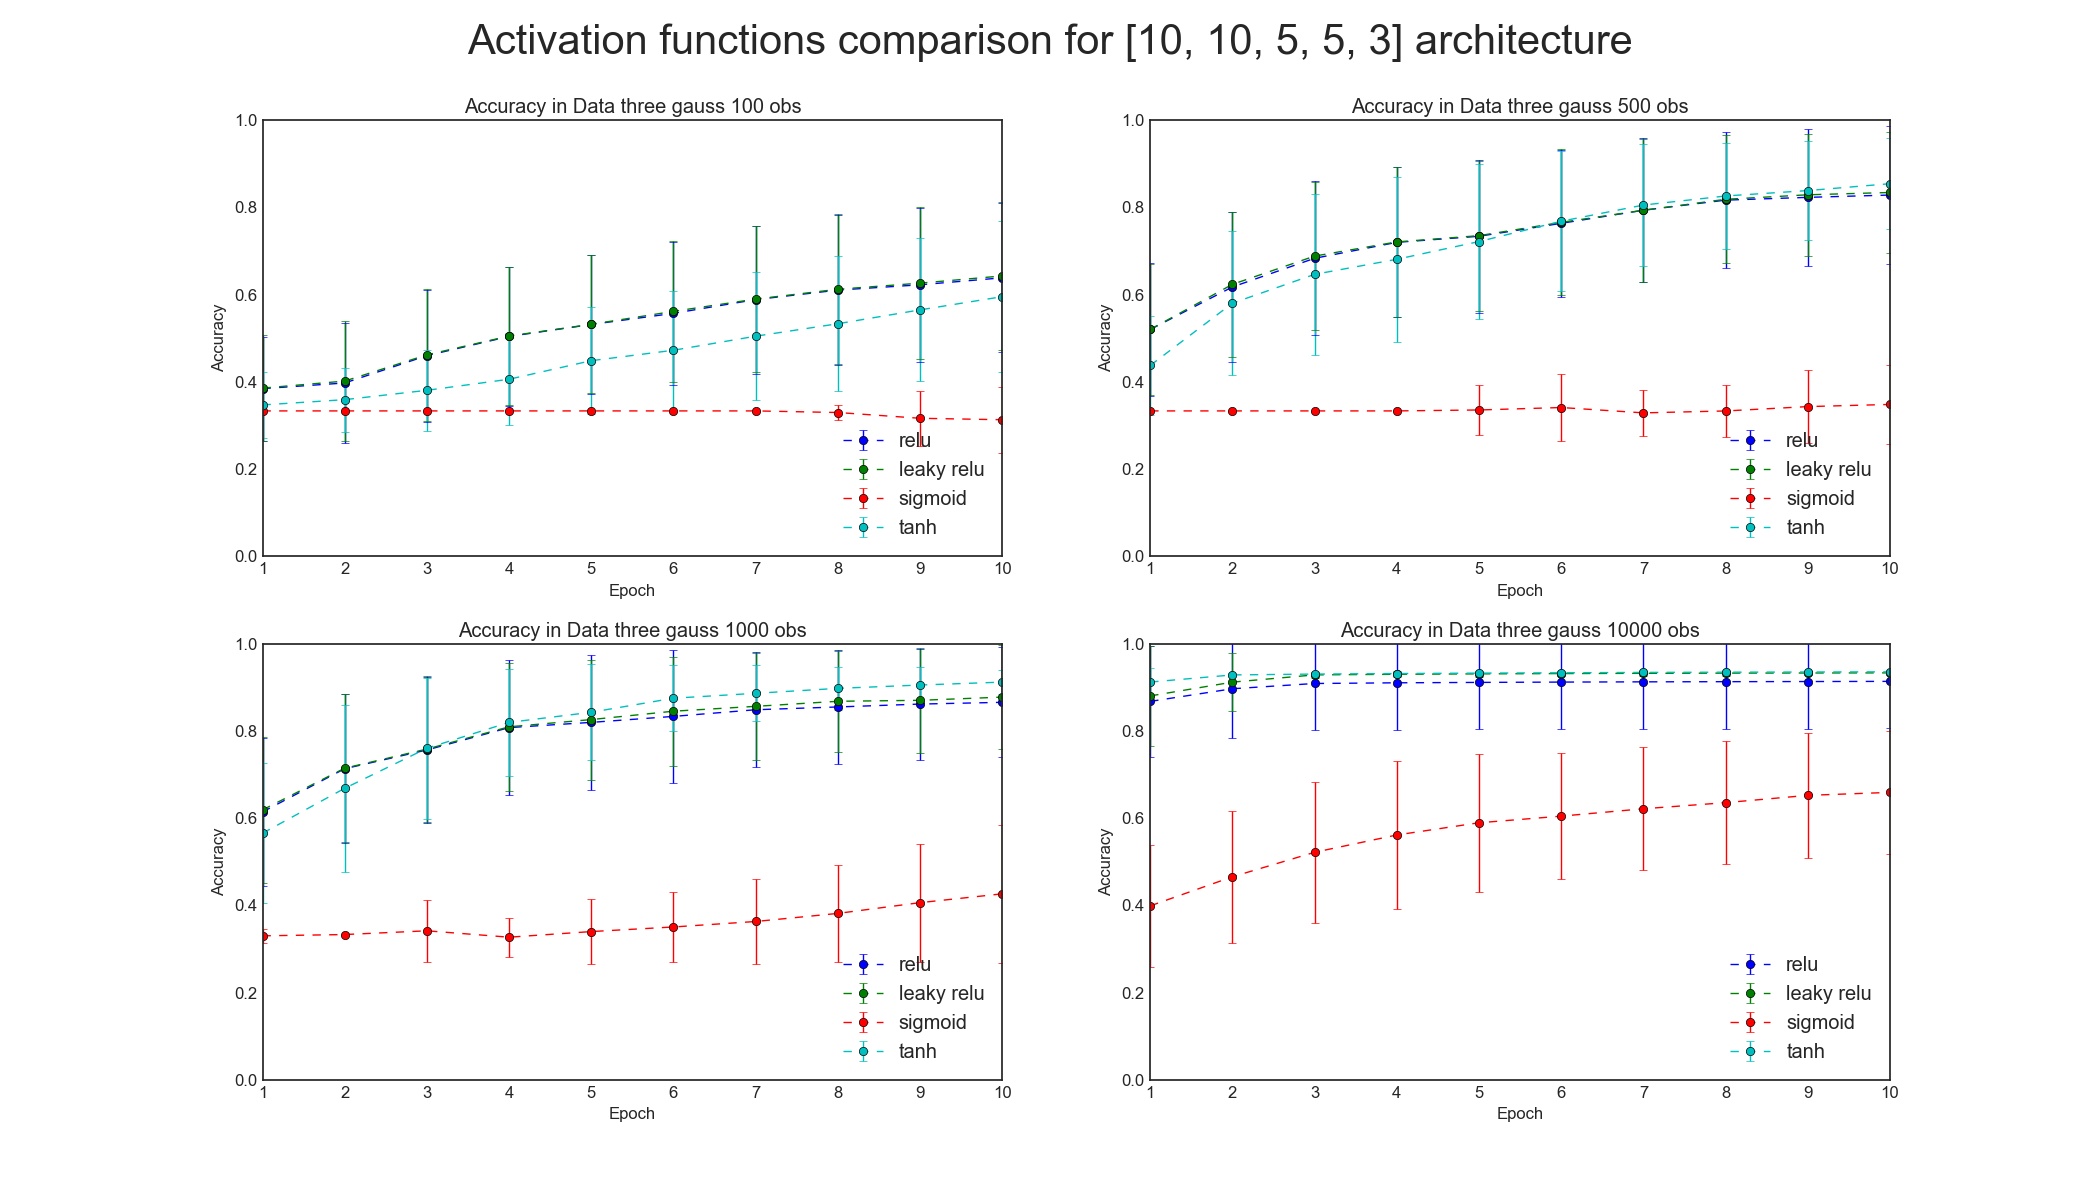 Activation functions comparison for [10, 10, 5, 5, 3] architecture
Accuracy in Data three gauss 100 obs
1.0
0.8
0.6
0.4
0.2
0.0
Accuracy
1 2 3 4 5 6 7 8 9 10
Epoch
relu
leaky relu
sigmoid
tanh
Accuracy in Data three gauss 500 obs
1.0
0.8
0.6
0.4
0.2
0.0
Accuracy
1 2 3 4 5 6 7 8 9 10
Epoch
relu
leaky relu
sigmoid
tanh
Accuracy in Data three gauss 1000 obs
1.0
0.8
0.6
0.4
0.2
0.0
Accuracy
1 2 3 4 5 6 7 8 9 10
Epoch
relu
leaky relu
sigmoid
tanh
Accuracy in Data three gauss 10000 obs
1.0
0.8
0.6
0.4
0.2
0.0
Accuracy
1 2 3 4 5 6 7 8 9 10
Epoch
relu
leaky relu
sigmoid
tanh